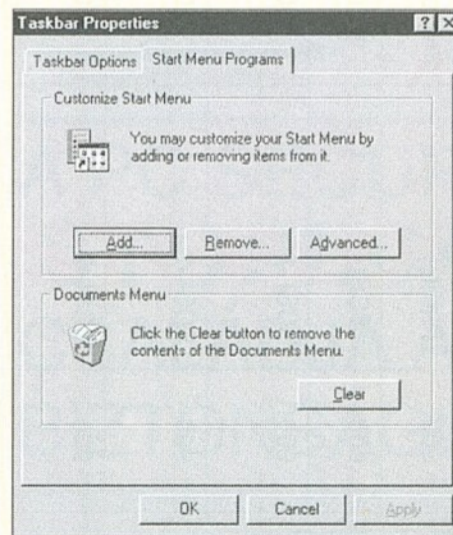 Taskbar Properties
Taskbar Options Start Menu Programs
Customize Start Menu
You may customize your Start Menu by
adding or removing items from it.
Add... Remove... Advanced...
Documents Menu
Click the Clear button to remove the
contents of the Documents Menu.
Clear
OK Cancel Apply